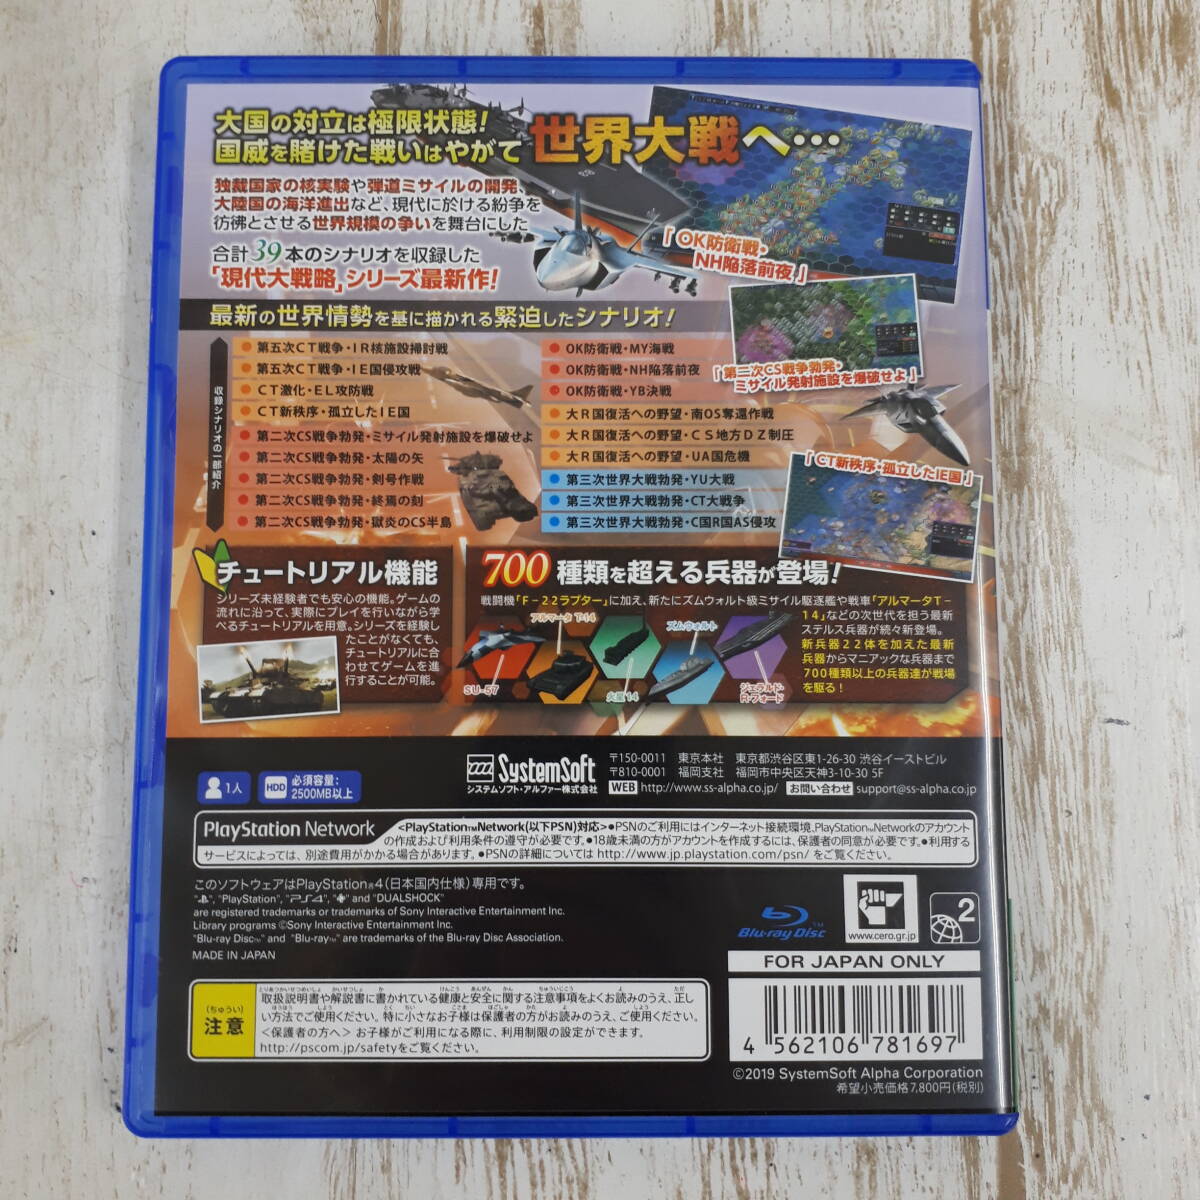 大国の対立は極限状態!
国威を賭けた戦いはやがて 世界大戦へ…
独裁国家の核実験や弾道ミサイルの開発、
大陸国の海洋進出など、現代に於ける紛争を
彷彿とさせる世界規模の争いを舞台にした
合計39本のシナリオを収録した
「現代大戦略」シリーズ最新作!
「OK防衛戦・
NH陥落前夜」
最新の世界情勢を基に描かれる緊迫したシナリオ!
「第二次CS戦争勃発・
ミサイル発射施設を爆破せよ」
「CT新秩序・孤立したIE国」
収録シナリオの一部紹介
第五次CT戦争・IR核施設掃討戦
第五次CT戦争・IE国侵攻戦
CT激化・EL攻防戦
CT新秩序・孤立したIE国
第二次CS戦争勃発・ミサイル発射施設を爆破せよ
第二次CS戦争勃発・太陽の矢
第二次CS戦争勃発・剣号作戦
第二次CS戦争勃発・終焉の刻
第二次CS戦争勃発・獄炎のCS半島
OK防衛戦・MY海戦
OK防衛戦・NH陥落前夜
OK防衛戦・YB決戦
大R国復活への野望・南OS奪還作戦
大R国復活への野望・CS地方DZ制圧
大R国復活への野望・UA国危機
第三次世界大戦勃発・YU大戦
第三次世界大戦勃発・CT大戦争
第三次世界大戦勃発・C国R国AS侵攻
チュートリアル機能
シリーズ未経験者でも安心の機能。ゲームの
流れに沿って、実際にプレイを行いながら学
べるチュートリアルを用意。シリーズを経験し
たことがなくても、
チュートリアルに合
わせてゲームを進
行することが可能。
700種類を超える兵器が登場!
戦闘機「F-22ラプター」に加え、新たにズムウォルト級ミサイル駆逐艦や戦車「アルマータT-
14」などの次世代を担う最新
ステルス兵器が続々新登場。
新兵器22体を加えた最新
兵器からマニアックな兵器まで
700種類以上の兵器達が戦場
を駆る!
アルマータ T-14
ズムウォルト
SU-57
火星14
ジェラルド・
R・フォード
1人
HDD 必須容量:
2500MB以上
SystemSoft
システムソフト・アルファー株式会社
〒150-0011 東京本社 東京都渋谷区東1-26-30 渋谷イーストビル
〒810-0001 福岡支社 福岡市中央区天神3-10-30 5F
WEB http://www.ss-alpha.co.jp/ お問い合わせ support@ss-alpha.co.jp
PlayStation Network <PlayStation™Network(以下PSN)対応>●PSNのご利用にはインターネット接続環境、PlayStation™Networkのアカウント
の作成および利用条件の遵守が必要です。●18歳未満の方がアカウントを作成するには、保護者の同意が必要です。●利用する
サービスによっては、別途費用がかかる場合があります。●PSNの詳細については http://www.jp.playstation.com/psn/ をご覧ください。
このソフトウェアはPlayStation®4(日本国内仕様)専用です。
"PS", "PlayStation", "PS4", "✚" and "DUALSHOCK"
are registered trademarks or trademarks of Sony Interactive Entertainment Inc.
Library programs ©Sony Interactive Entertainment Inc.
"Blu-ray Disc™" and "Blu-ray™" are trademarks of the Blu-ray Disc Association.
MADE IN JAPAN
Blu-ray Disc™
www.cero.gr.jp
2
FOR JAPAN ONLY
(ちゅうい)
注意
取扱説明書や解説書に書かれている健康と安全に関する注意事項をよくお読みのうえ、正し
い方法でご使用ください。特に小さなお子様は保護者の方がお読みのうえ、ご使用ください。
<保護者の方へ> お子様がご利用になる際に、利用制限の設定ができます。
http://pscom.jp/safetyをご覧ください。
4 562106 781697
©2019 SystemSoft Alpha Corporation
希望小売価格7,800円(税別)